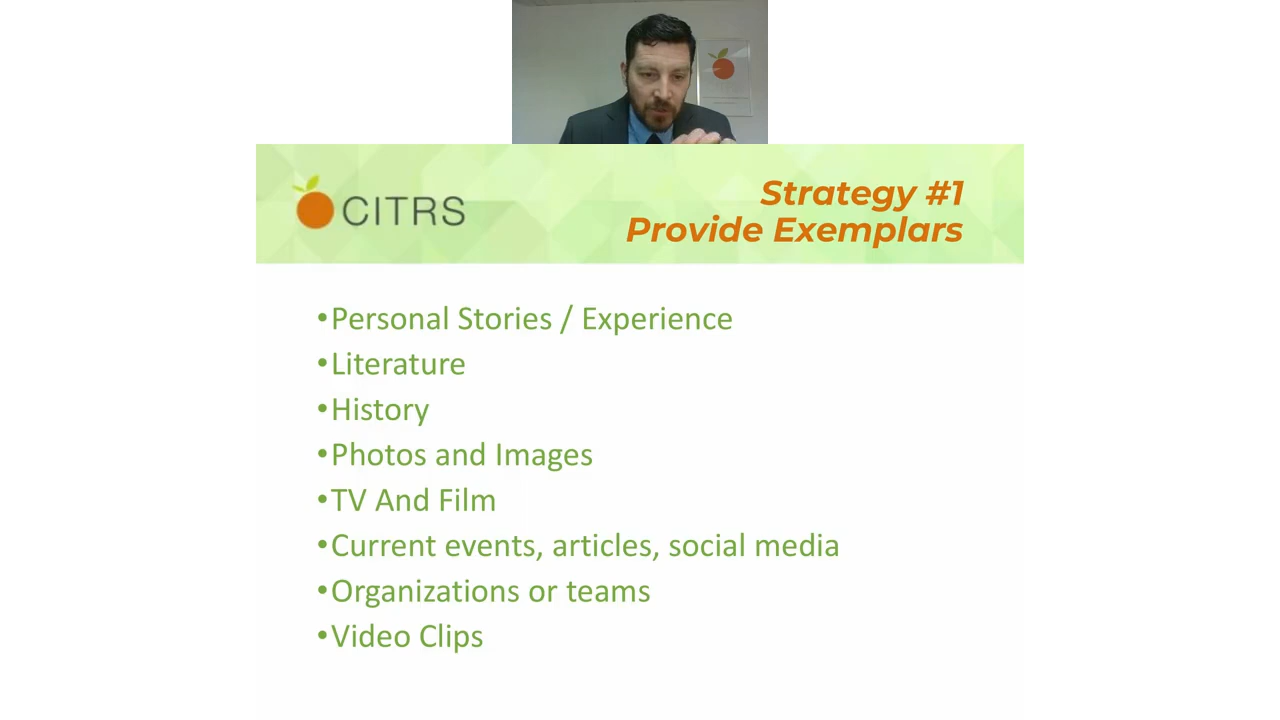 CITRS
Strategy #1
Provide Exemplars
•Personal Stories / Experience
•Literature
•History
•Photos and Images
•TV And Film
•Current events, articles, social media
•Organizations or teams
•Video Clips